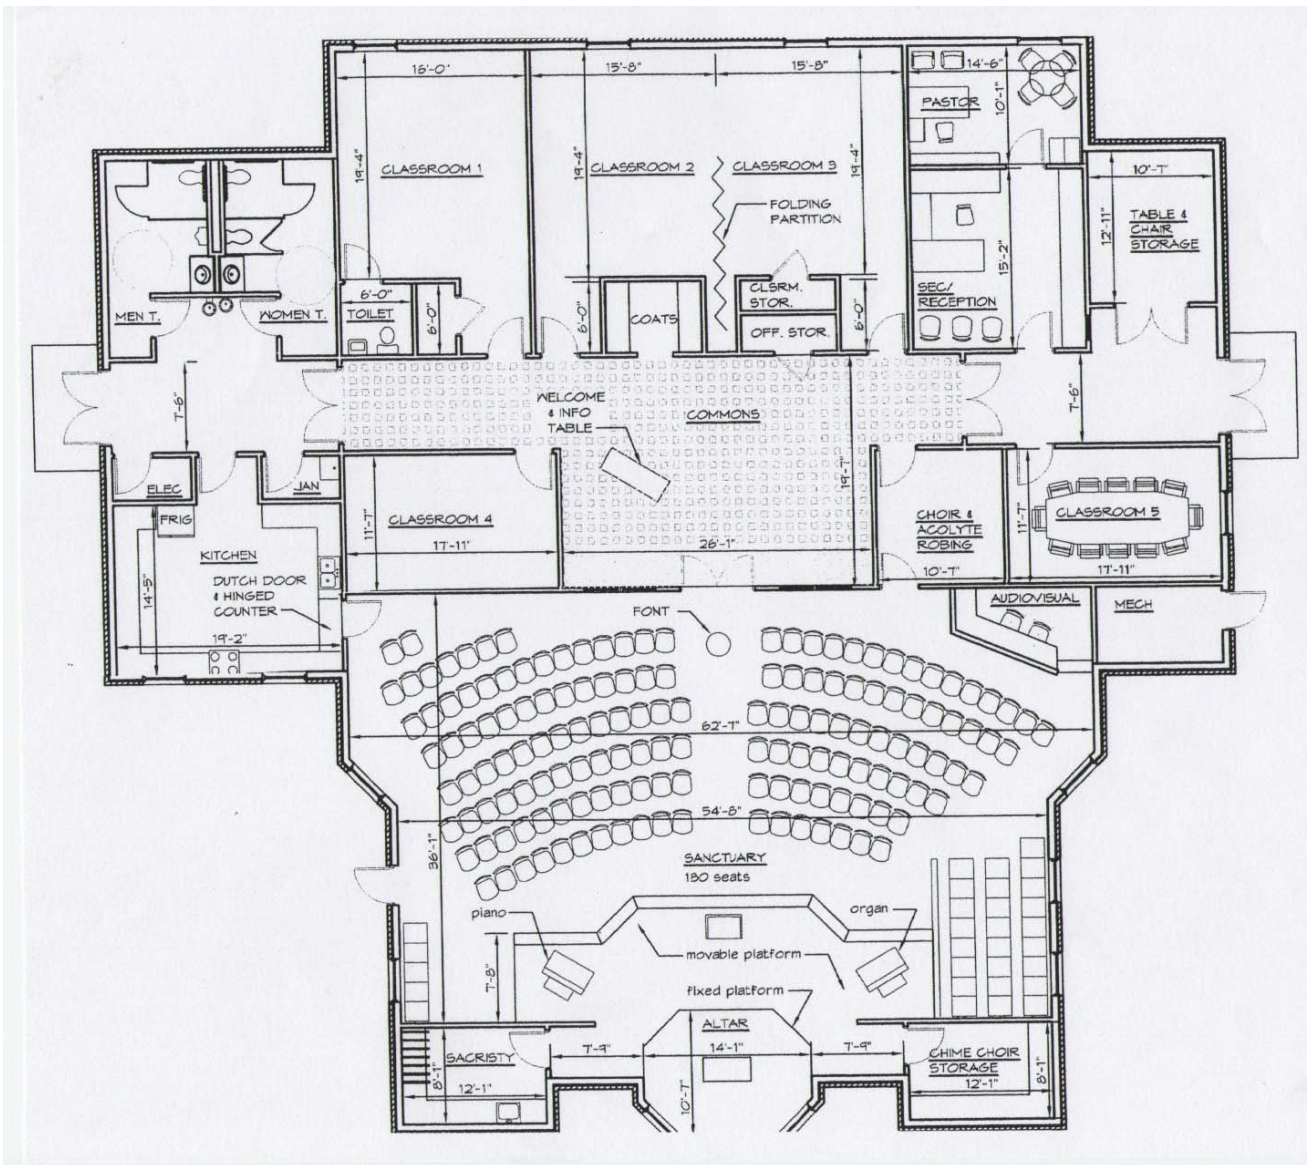 16'-0"
15'-8"
15'-8"
14'-6"
10'-1"
PASTOR
19'-4"
CLASSROOM 1
19'-4"
CLASSROOM 2
CLASSROOM 3
19'-4"
FOLDING
PARTITION
10'-7"
12'-11"
TABLE &
CHAIR
STORAGE
15'-2"
SEC/
RECEPTION
MEN T.
WOMEN T.
6'-0"
TOILET
6'-0"
6'-0"
COATS
CLSRM.
STOR.
OFF. STOR.
6'-0"
7'-6"
WELCOME
& INFO
TABLE
COMMONS
7'-6"
19'-7"
ELEC
JAN
FRIG
KITCHEN
DUTCH DOOR
& HINGED
COUNTER
14'-5"
19'-2"
11'-7"
CLASSROOM 4
17'-11"
26'-1"
CHOIR &
ACOLYTE
ROBING
10'-7"
11'-7"
CLASSROOM 5
17'-11"
FONT
AUDIOVISUAL
MECH
62'-7"
54'-8"
36'-1"
SANCTUARY
180 seats
piano
organ
movable platform
7'-8"
fixed platform
ALTAR
7'-9"
14'-1"
7'-9"
10'-7"
SACRISTY
8'-1"
12'-1"
CHIME CHOIR
STORAGE
12'-1"
8'-1"